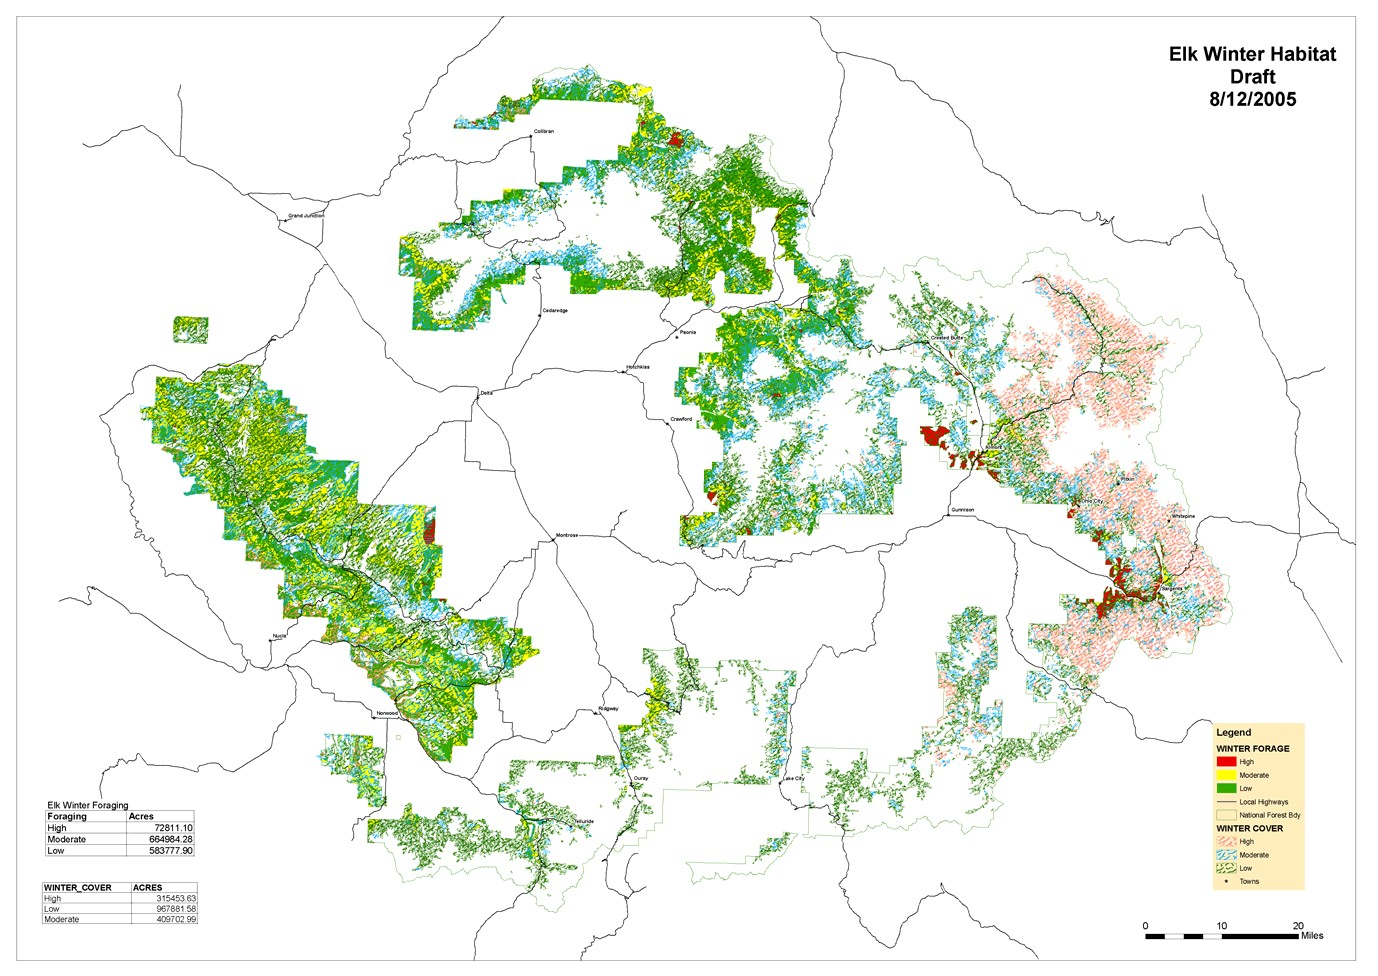 Elk Winter Habitat
Draft
8/12/2005
Collbran
Grand Junction
Cedaredge
Paonia
Crested Butte
Hotchkiss
Delta
Crawford
Pitkin
Ohio City
Gunnison
Whitepine
Montrose
Sargents
Nucla
Norwood
Ridgway
Ouray
Lake City
Telluride
Legend
WINTER FORAGE
High
Moderate
Low
Local Highways
National Forest Bdy
WINTER COVER
High
Moderate
Low
Towns
Elk Winter Foraging
Foraging Acres
High 72811.10
Moderate 664984.28
Low 583777.90
WINTER_COVER ACRES
High 315453.63
Low 967881.58
Moderate 409702.99
0 10 20
Miles